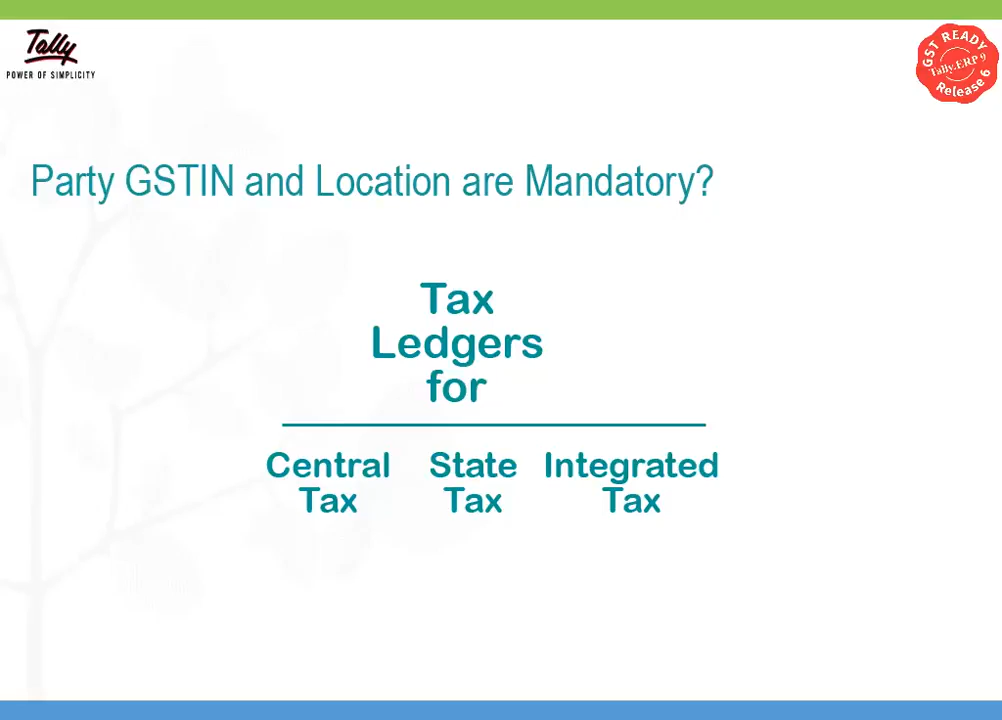 Tally
POWER OF SIMPLICITY
GST READY
Tally.ERP 9
Release 6
Party GSTIN and Location are Mandatory?
Tax
Ledgers
for
Central State Integrated
Tax Tax Tax